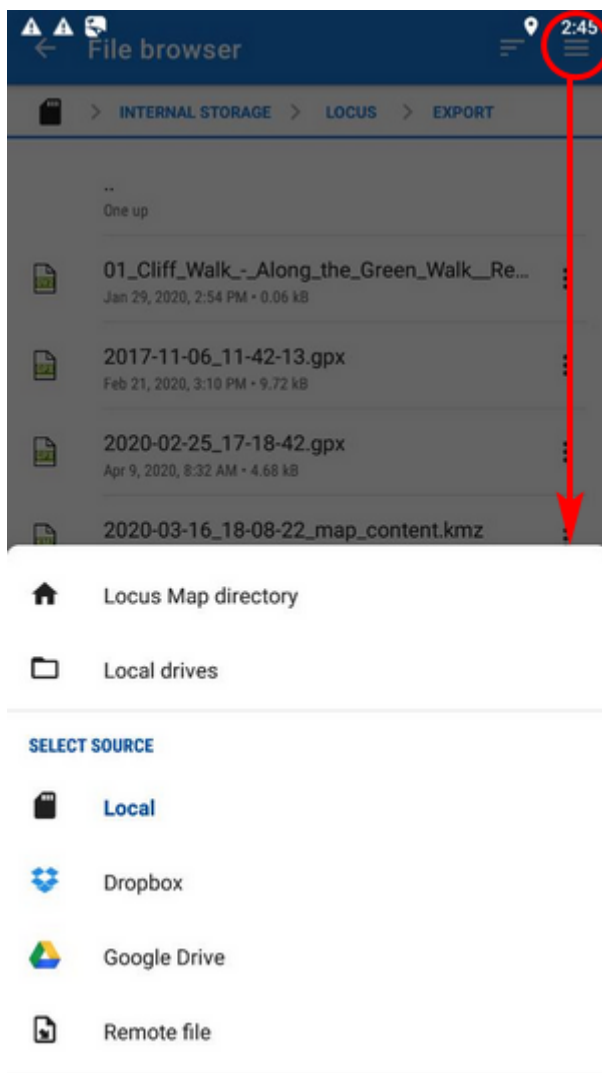 2:45
File browser
> INTERNAL STORAGE > LOCUS > EXPORT
..
One up
01_Cliff_Walk_-_Along_the_Green_Walk__Re...
Jan 29, 2020, 2:54 PM • 0.06 kB
2017-11-06_11-42-13.gpx
Feb 21, 2020, 3:10 PM • 9.72 kB
2020-02-25_17-18-42.gpx
Apr 9, 2020, 8:32 AM • 4.68 kB
2020-03-16_18-08-22_map_content.kmz
Locus Map directory
Local drives
SELECT SOURCE
Local
Dropbox
Google Drive
Remote file